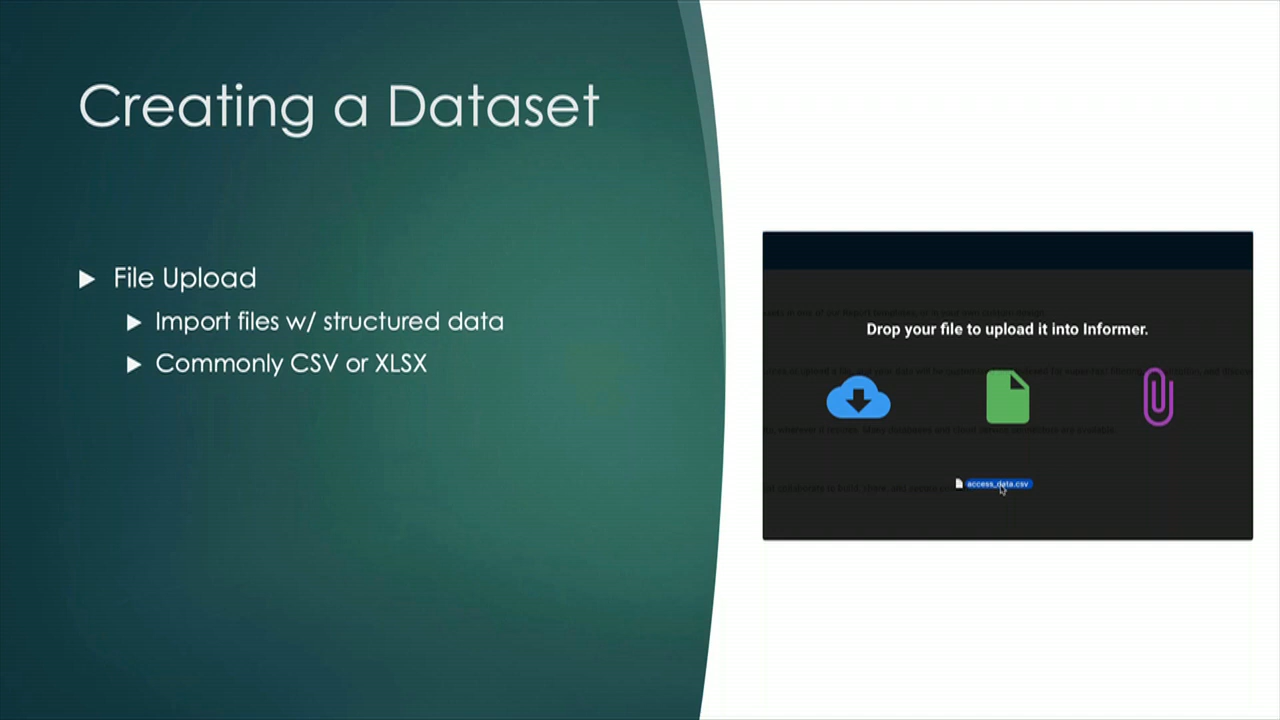 Creating a Dataset
File Upload
Import files w/ structured data
Commonly CSV or XLSX
Drop your file to upload it into Informer.
access_data.csv